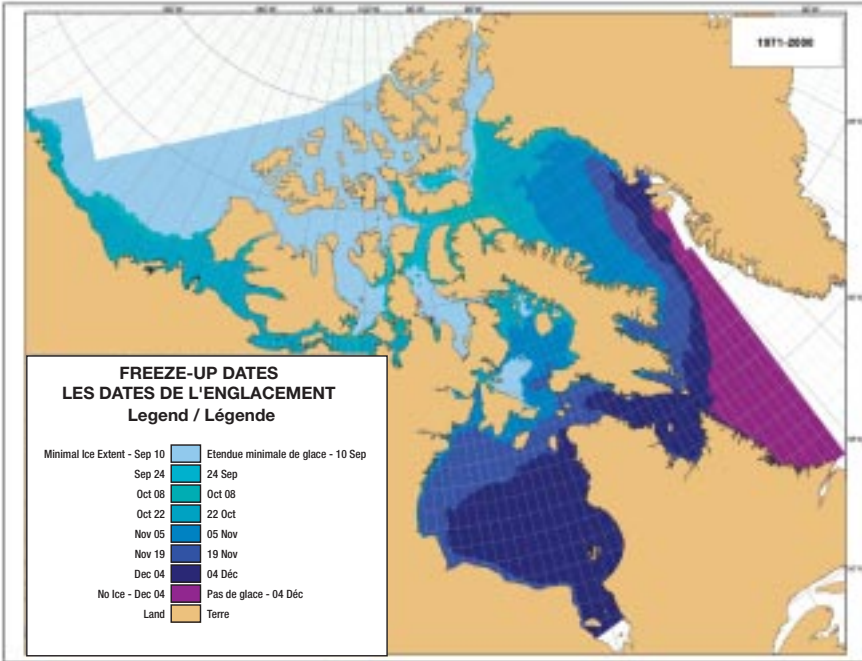 1971-2000
FREEZE-UP DATES
LES DATES DE L'ENGLACEMENT
Legend / Légende
Minimal Ice Extent - Sep 10 Etendue minimale de glace - 10 Sep
Sep 24 24 Sep
Oct 08 Oct 08
Oct 22 22 Oct
Nov 05 05 Nov
Nov 19 19 Nov
Dec 04 04 Déc
No Ice - Dec 04 Pas de glace - 04 Déc
Land Terre